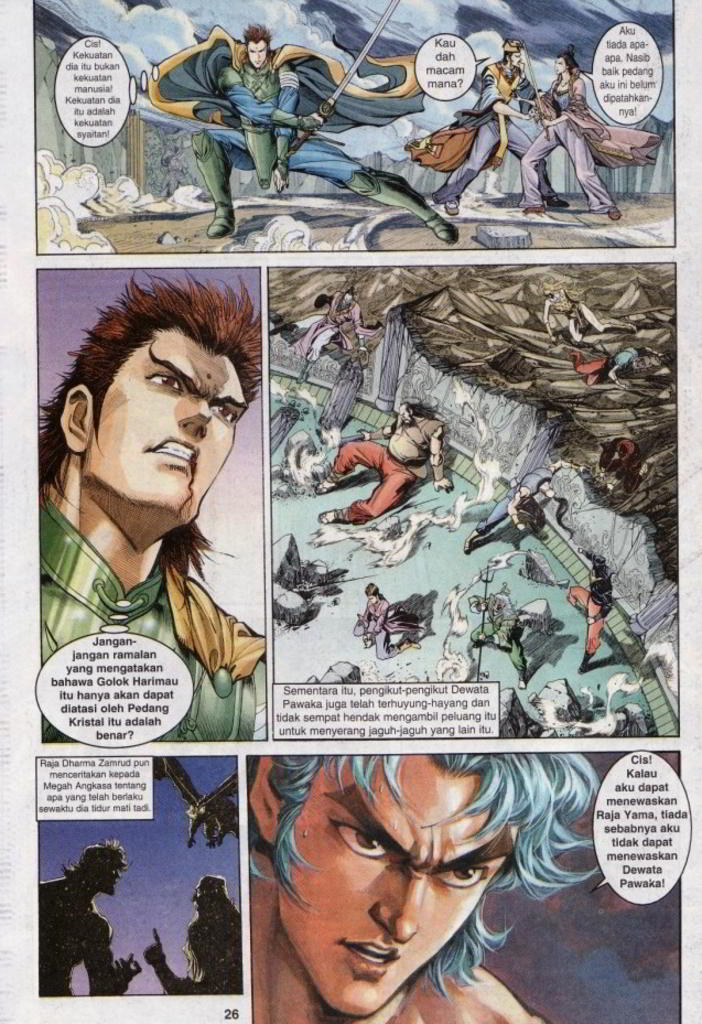 Cis!
Kekuatan
dia itu bukan
kekuatan
manusia!
Kekuatan dia
itu adalah
kekuatan
syaitan!
Kau
dah
macam
mana?
Aku
tiada apa-
apa. Nasib
baik pedang
aku ini belum
dipatahkan-
nya!
Jangan-
jangan ramalan
yang mengatakan
bahawa Golok Harimau
itu hanya akan dapat
diatasi oleh Pedang
Kristal itu adalah
benar?
Sementara itu, pengikut-pengikut Dewata
Pawaka juga telah terhuyung-hayang dan
tidak sempat hendak mengambil peluang itu
untuk menyerang jaguh-jaguh yang lain itu.
Raja Dharma Zamrud pun
menceritakan kepada
Megah Angkasa tentang
apa yang telah berlaku
sewaktu dia tidur mati tadi.
Cis!
Kalau
aku dapat
menewaskan
Raja Yama, tiada
sebabnya aku
tidak dapat
menewaskan
Dewata
Pawaka!
26